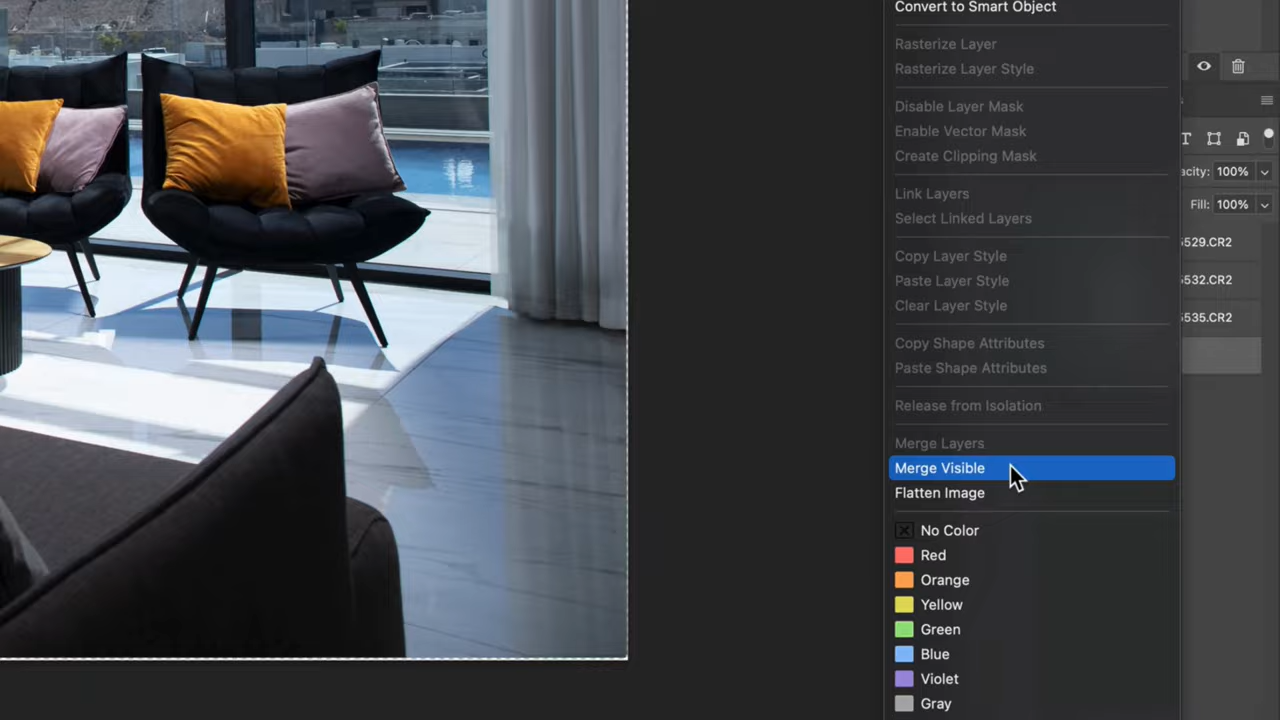 Convert to Smart Object
Rasterize Layer
Rasterize Layer Style
Disable Layer Mask
Enable Vector Mask
Create Clipping Mask
T
acity: 100%
Link Layers
Fill: 100%
Select Linked Layers
5529.CR2
Copy Layer Style
Paste Layer Style
5532.CR2
Clear Layer Style
5535.CR2
Copy Shape Attributes
Paste Shape Attributes
Release from Isolation
Merge Layers
Merge Visible
Flatten Image
No Color
Red
Orange
Yellow
Green
Blue
Violet
Gray